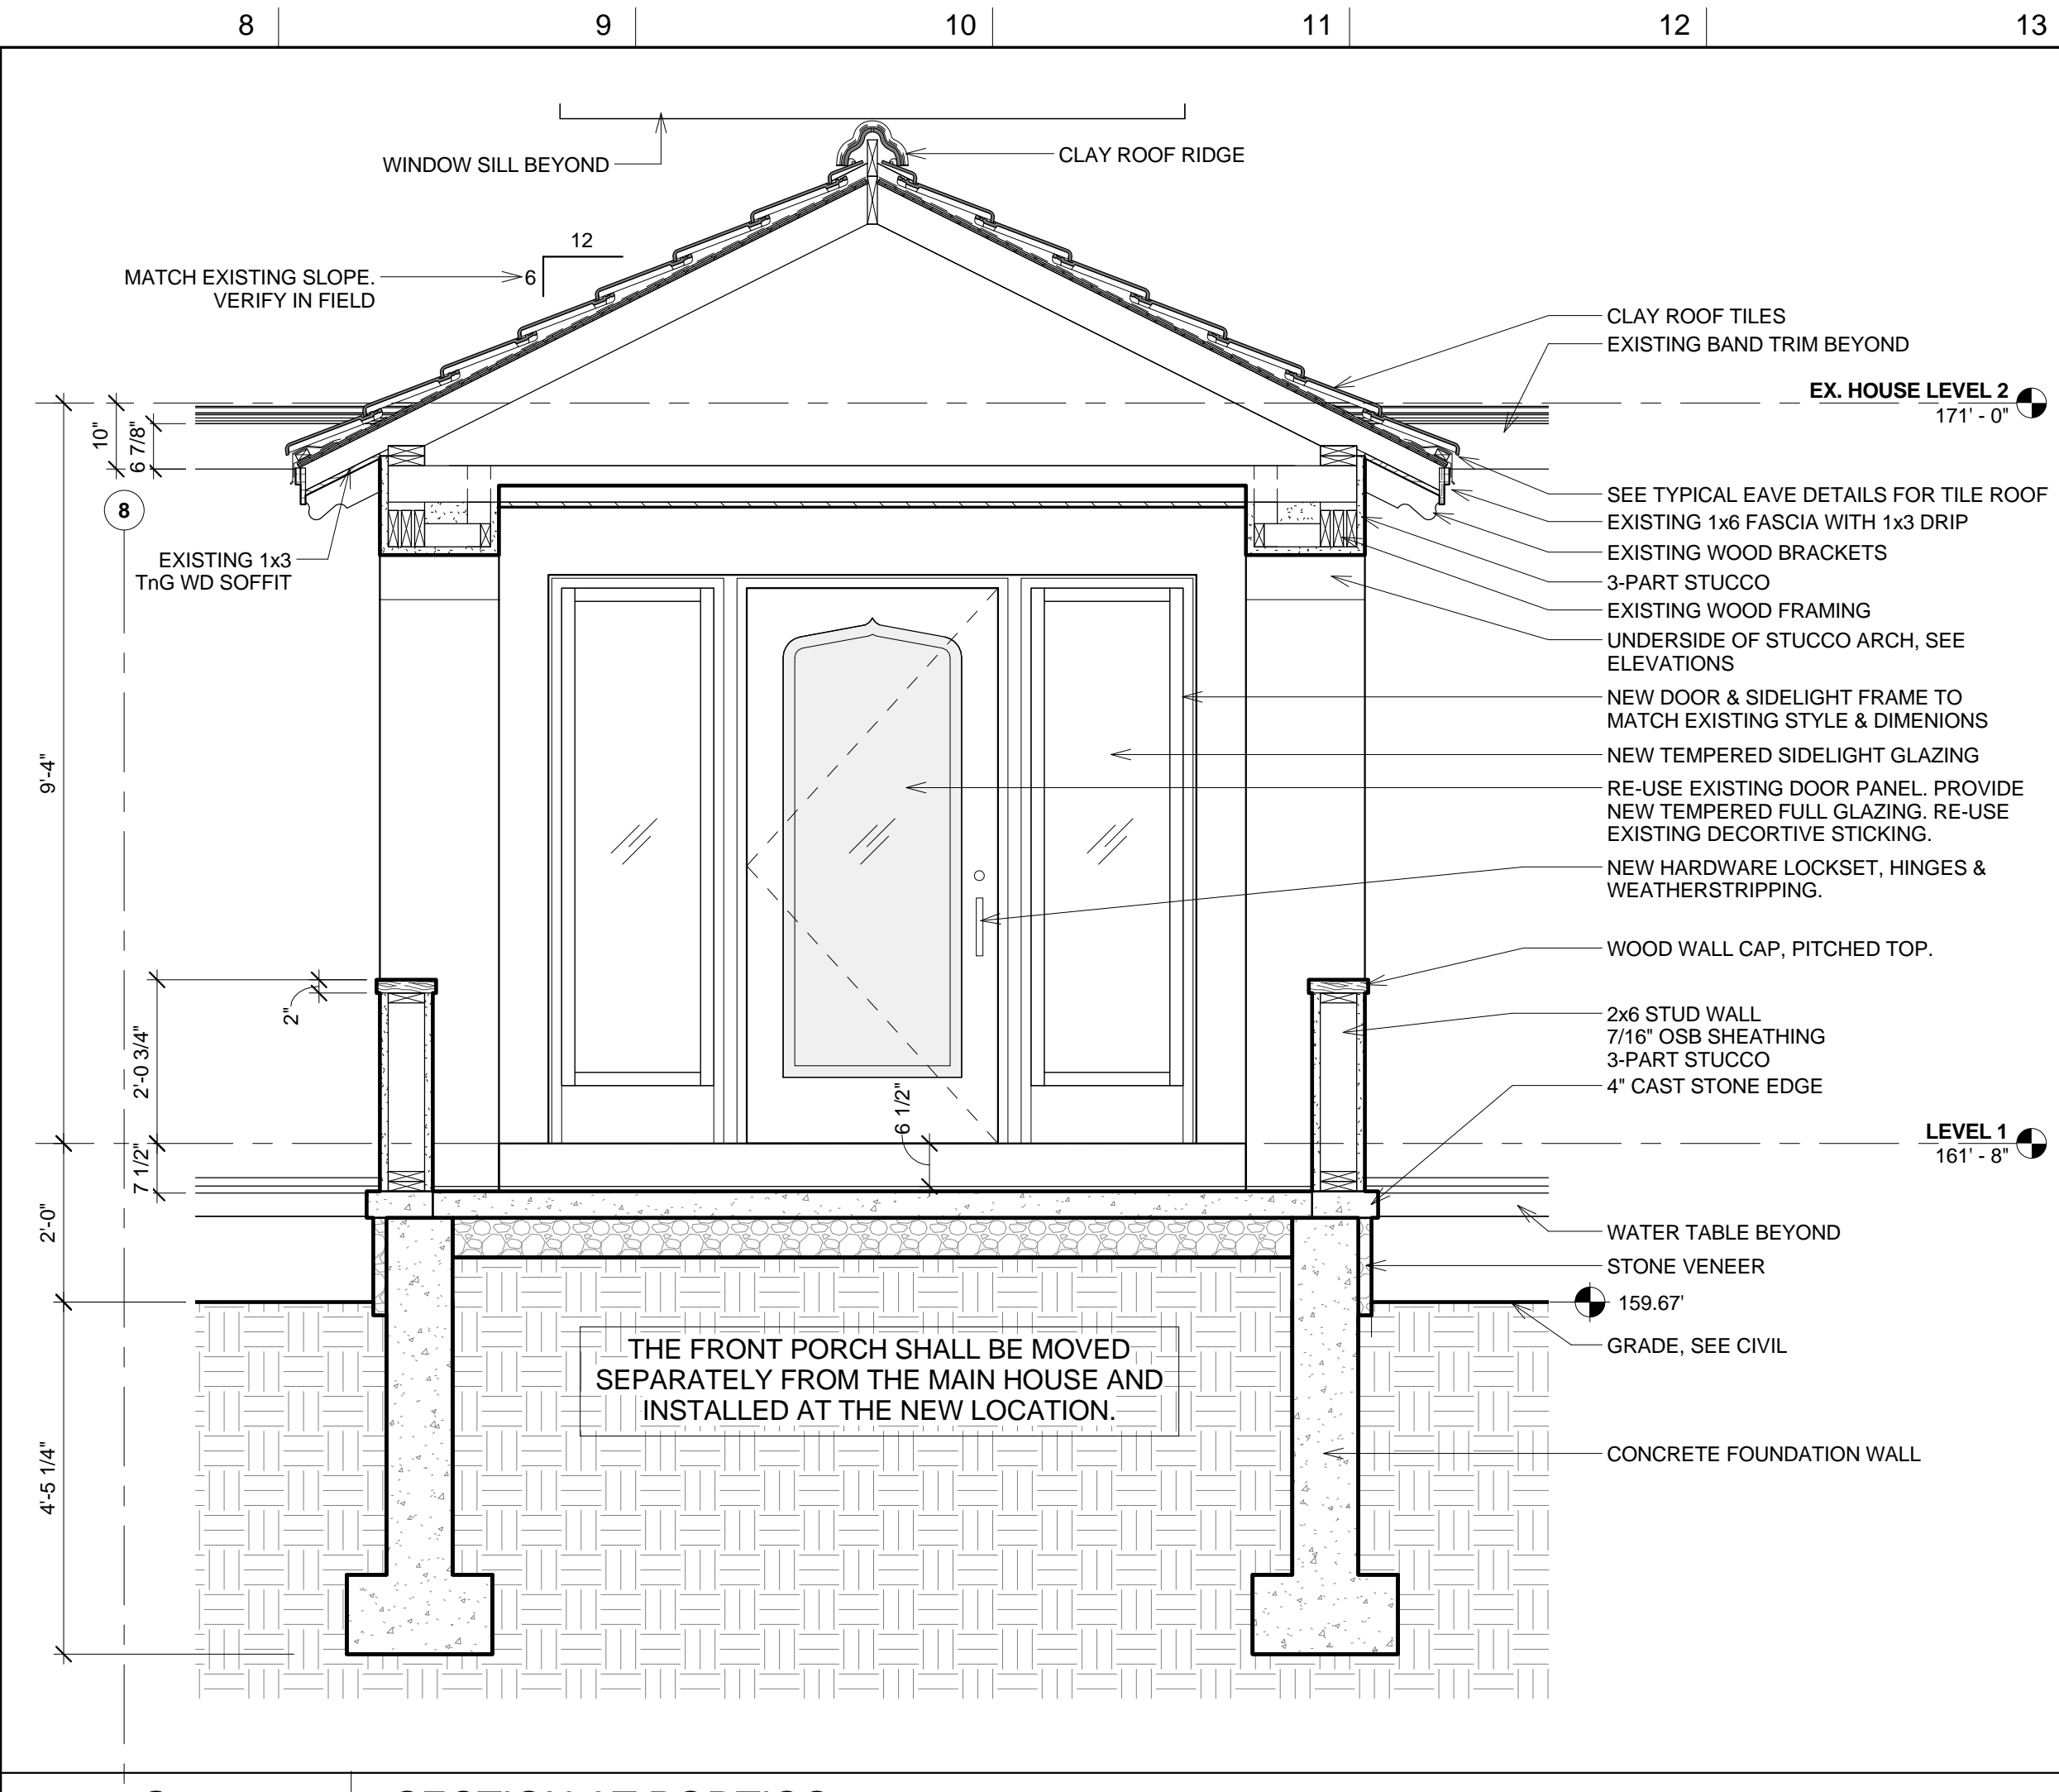 8 9 10 11 12 13
WINDOW SILL BEYOND
CLAY ROOF RIDGE
12
6
MATCH EXISTING SLOPE.
VERIFY IN FIELD
CLAY ROOF TILES
EXISTING BAND TRIM BEYOND
EX. HOUSE LEVEL 2
171' - 0"
10"
6 7/8"
8
EXISTING 1x3
TnG WD SOFFIT
SEE TYPICAL EAVE DETAILS FOR TILE ROOF
EXISTING 1x6 FASCIA WITH 1x3 DRIP
EXISTING WOOD BRACKETS
3-PART STUCCO
EXISTING WOOD FRAMING
UNDERSIDE OF STUCCO ARCH, SEE
ELEVATIONS
NEW DOOR & SIDELIGHT FRAME TO
MATCH EXISTING STYLE & DIMENIONS
NEW TEMPERED SIDELIGHT GLAZING
RE-USE EXISTING DOOR PANEL. PROVIDE
NEW TEMPERED FULL GLAZING. RE-USE
EXISTING DECORTIVE STICKING.
NEW HARDWARE LOCKSET, HINGES &
WEATHERSTRIPPING.
WOOD WALL CAP, PITCHED TOP.
2x6 STUD WALL
7/16" OSB SHEATHING
3-PART STUCCO
4" CAST STONE EDGE
9'-4"
2"
2'-0 3/4"
6 1/2"
7 1/2"
LEVEL 1
161' - 8"
2'-0"
WATER TABLE BEYOND
STONE VENEER
159.67'
GRADE, SEE CIVIL
THE FRONT PORCH SHALL BE MOVED
SEPARATELY FROM THE MAIN HOUSE AND
INSTALLED AT THE NEW LOCATION.
4'-5 1/4"
CONCRETE FOUNDATION WALL
SECTION AT PORTICO